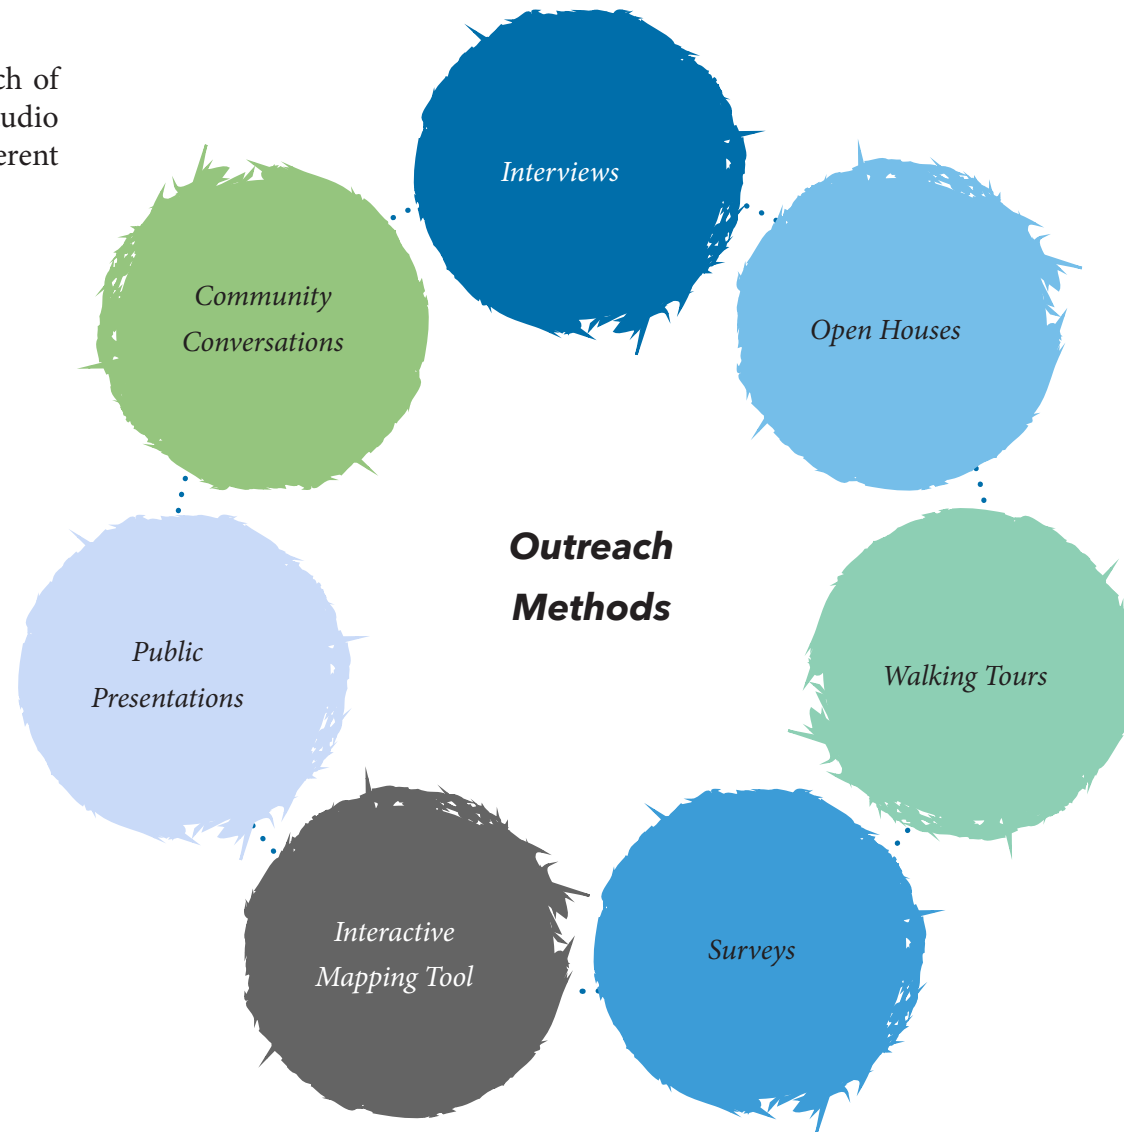 ch of
udio
erent
Interviews
Community
Conversations
Open Houses
Outreach
Methods
Public
Presentations
Walking Tours
Interactive
Mapping Tool
Surveys